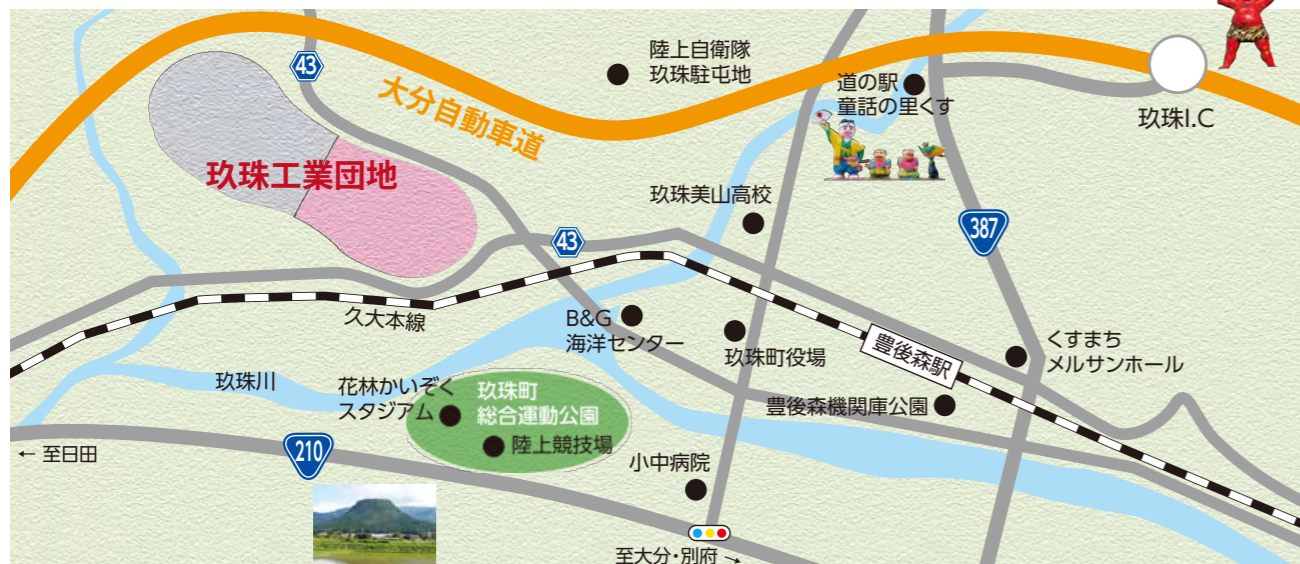 陸上自衛隊
玖珠駐屯地
43
大分自動車道
道の駅
童話の里くす
玖珠I.C
玖珠工業団地
玖珠美山高校
387
43
久大本線
B&G
海洋センター
玖珠町役場
豊後森駅
くすまち
メルサンホール
玖珠川
花林かいぞく
スタジアム
玖珠町
総合運動公園
陸上競技場
豊後森機関庫公園
← 至日田
210
小中病院
至大分・別府 →